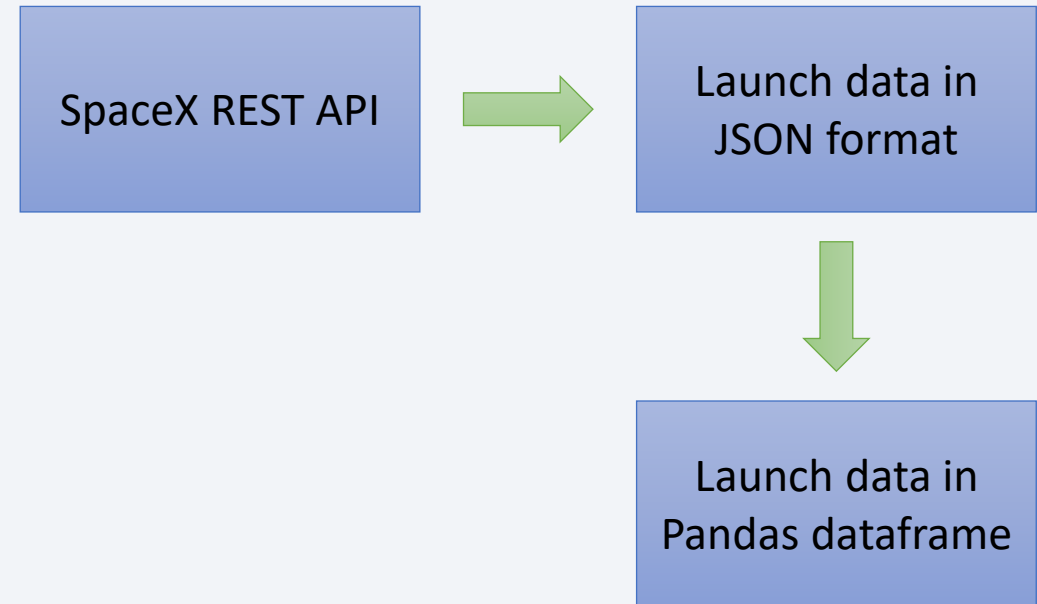 SpaceX REST API
Launch data in
JSON format
Launch data in
Pandas dataframe